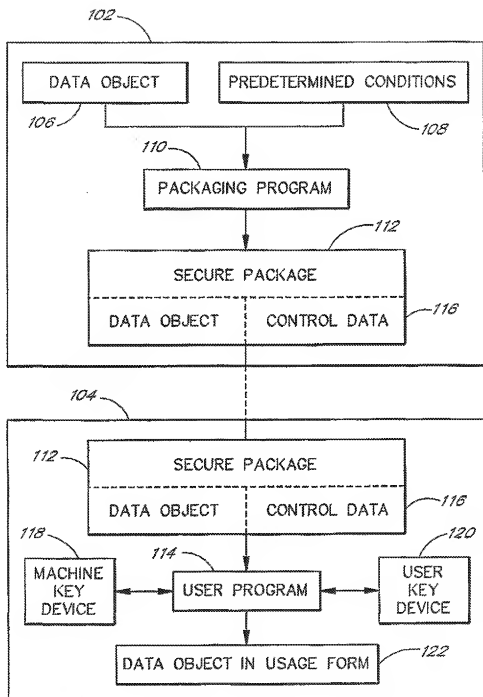 102
DATA OBJECT
PREDETERMINED CONDITIONS
106
108
110
PACKAGING PROGRAM
112
SECURE PACKAGE
DATA OBJECT
CONTROL DATA
116
104
112
SECURE PACKAGE
DATA OBJECT
CONTROL DATA
116
118
114
120
MACHINE
KEY
DEVICE
USER PROGRAM
USER
KEY
DEVICE
DATA OBJECT IN USAGE FORM
122